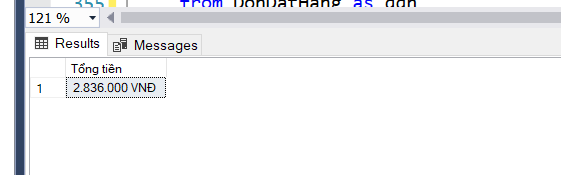 355 from DonDatHang as ddh
121 %
Results Messages
Tổng tiền
1 2.836.000 VNĐ